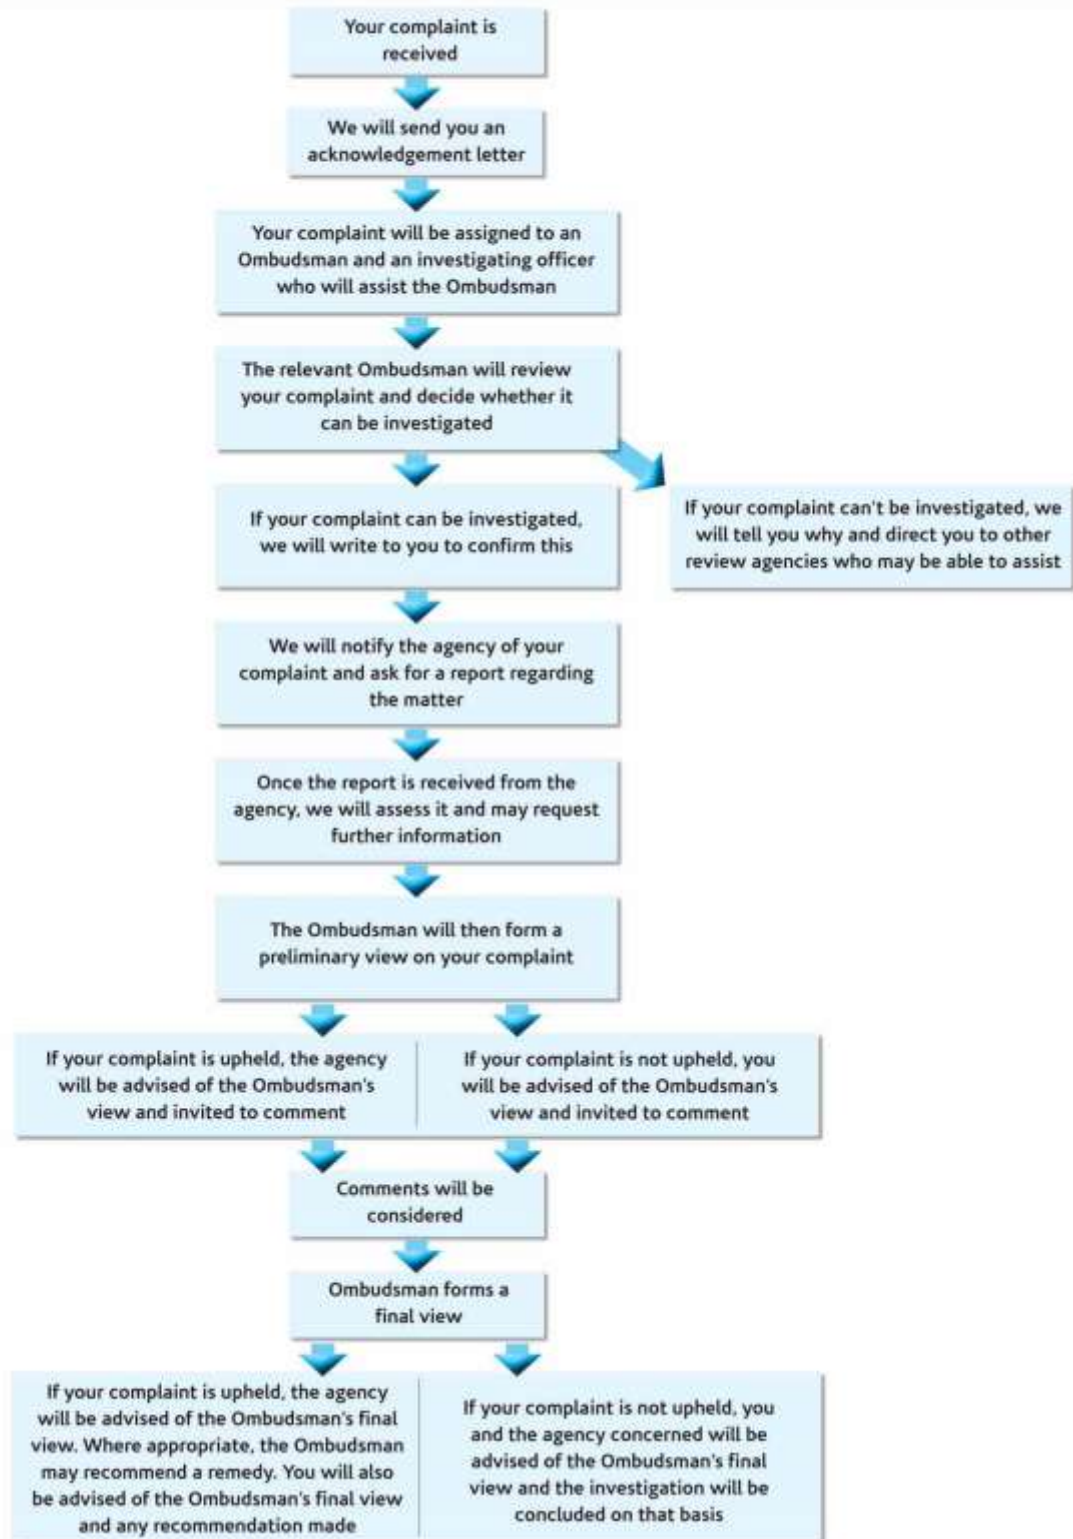 Your complaint is
received
We will send you an
acknowledgement letter
Your complaint will be assigned to an
Ombudsman and an investigating officer
who will assist the Ombudsman
The relevant Ombudsman will review
your complaint and decide whether it
can be investigated
If your complaint can be investigated,
we will write to you to confirm this
If your complaint can't be investigated, we
will tell you why and direct you to other
review agencies who may be able to assist
We will notify the agency of your
complaint and ask for a report regarding
the matter
Once the report is received from the
agency, we will assess it and may request
further information
The Ombudsman will then form a
preliminary view on your complaint
If your complaint is upheld, the agency
will be advised of the Ombudsman's
view and invited to comment
If your complaint is not upheld, you
will be advised of the Ombudsman's
view and invited to comment
Comments will be
considered
Ombudsman forms a
final view
If your complaint is upheld, the agency
will be advised of the Ombudsman's final
view. Where appropriate, the Ombudsman
may recommend a remedy. You will also
be advised of the Ombudsman's final view
and any recommendation made
If your complaint is not upheld, you
and the agency concerned will be
advised of the Ombudsman's final
view and the investigation will be
concluded on that basis